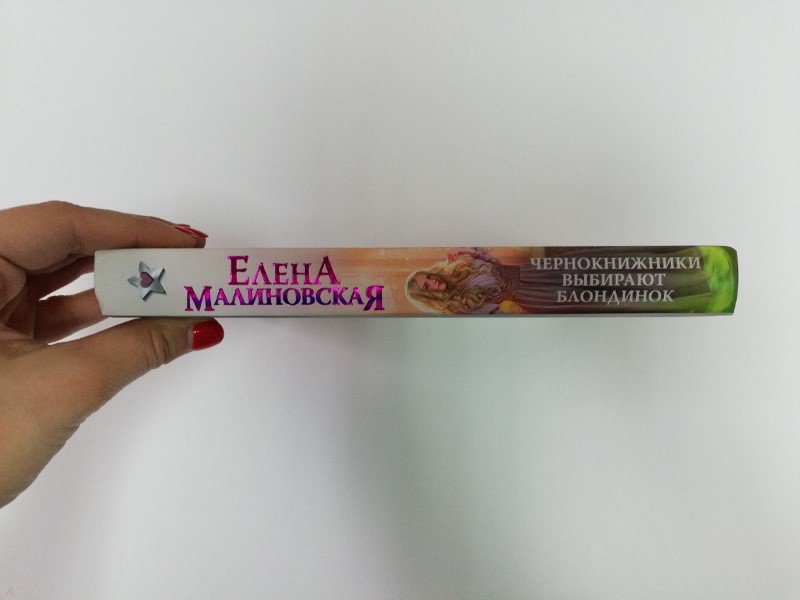 Елена
Малиновская
ЧЕРНОКНИЖНИКИ
ВЫБИРАЮТ
БЛОНДИНОК